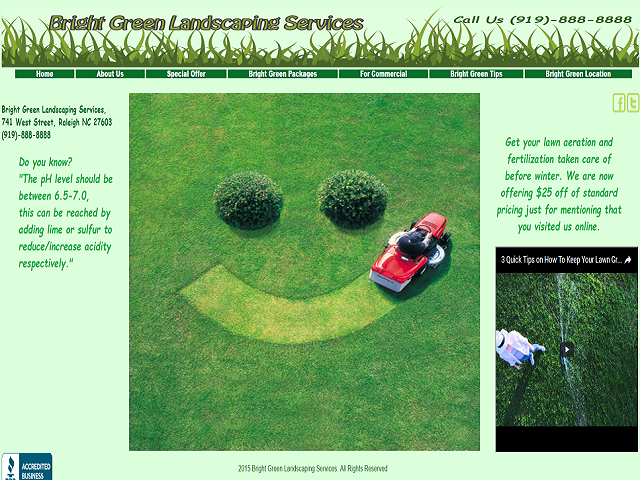 Bright Green Landscaping Services
Call Us (919)-888-8888
Home
About Us
Special Offer
Bright Green Packages
For Commercial
Bright Green Tips
Bright Green Location
Bright Green Landscaping Services,
741 West Street, Raleigh NC 27603
(919)-888-8888
Do you know?
"The pH level should be
between 6.5-7.0,
this can be reached by
adding lime or sulfur to
reduce/increase acidity
respectively."
Get your lawn aeration and
fertilization taken care of
before winter. We are now
offering $25 off of standard
pricing just for mentioning that
you visited us online.
3 Quick Tips on How To Keep Your Lawn Gr...
ACCREDITED
BUSINESS
2015 Bright Green Landscaping Services. All Rights Reserved